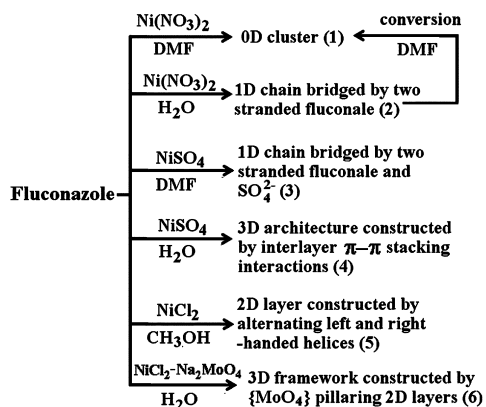 Ni(NO3)2
DMF
0D cluster (1)
conversion
DMF
Ni(NO3)2
H2O
1D chain bridged by two
stranded fluconale (2)
NiSO4
DMF
1D chain bridged by two
stranded fluconale and
SO4^2- (3)
Fluconazole
NiSO4
H2O
3D architecture constructed
by interlayer π–π stacking
interactions (4)
NiCl2
CH3OH
2D layer constructed by
alternating left and right
-handed helices (5)
NiCl2-Na2MoO4
H2O
3D framework constructed by
{MoO4} pillaring 2D layers (6)